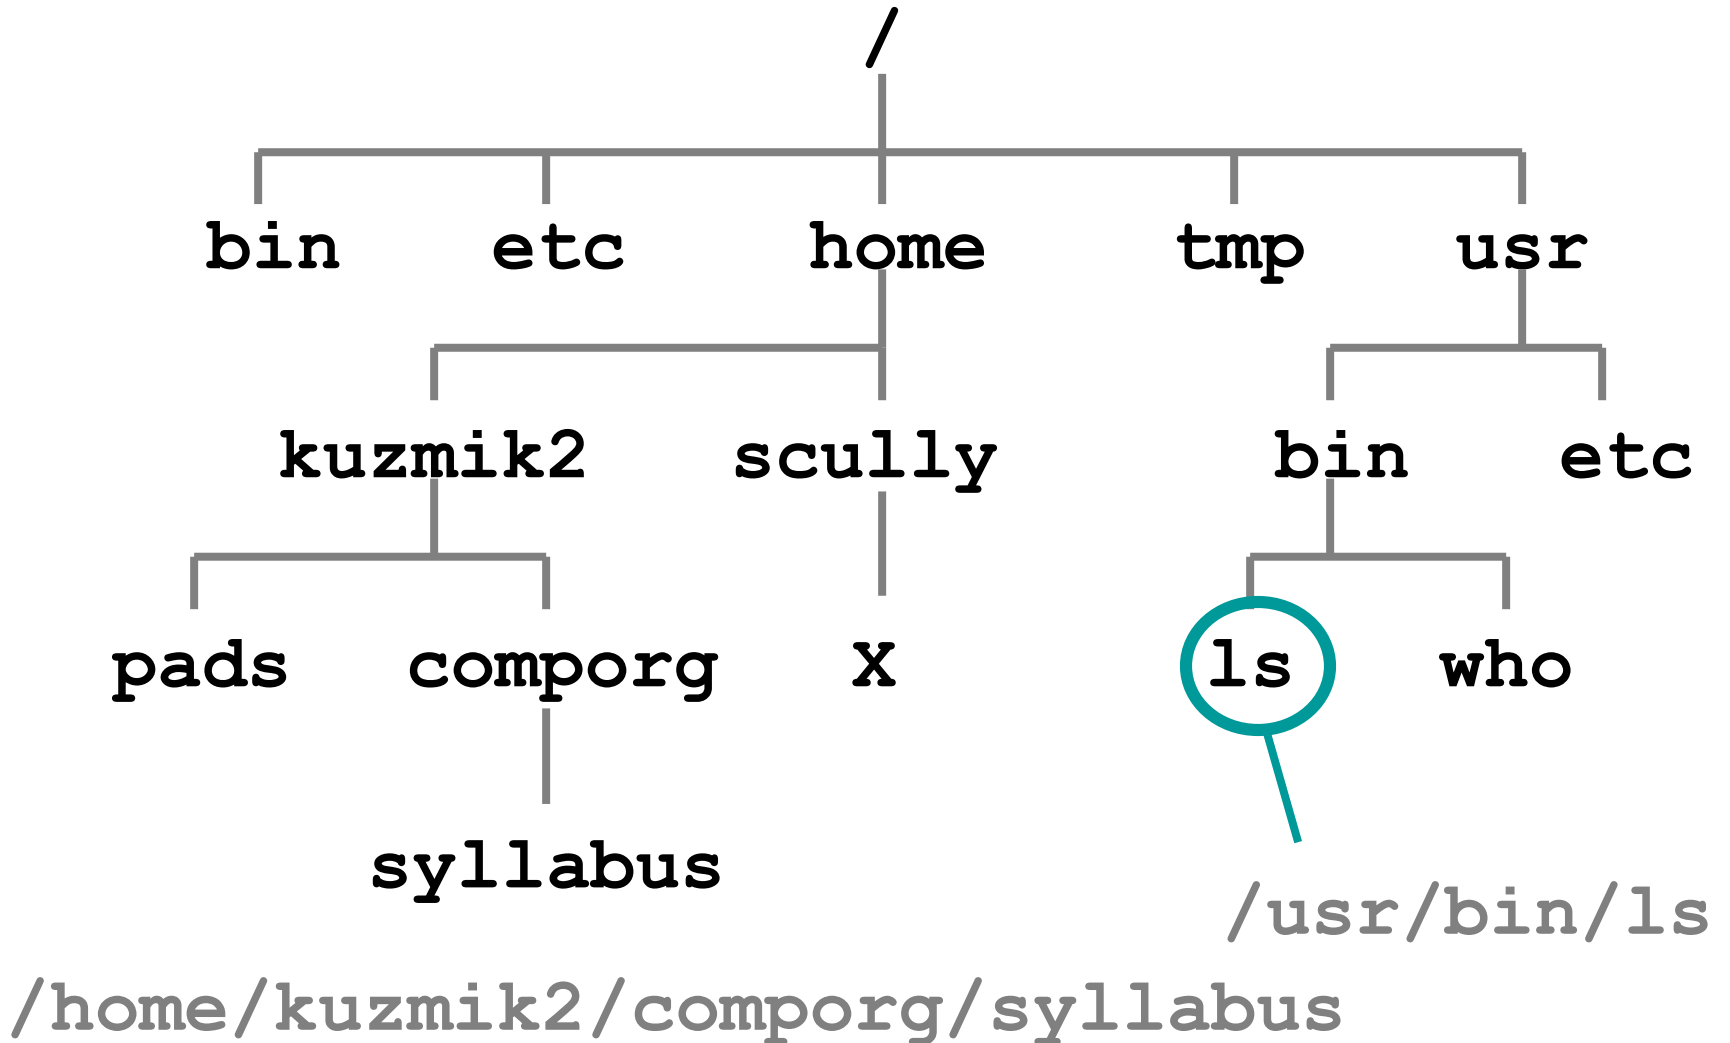 /
bin etc home tmp usr
kuzmik2 scully bin etc
pads comporg X ls who
syllabus
/usr/bin/ls
/home/kuzmik2/comporg/syllabus